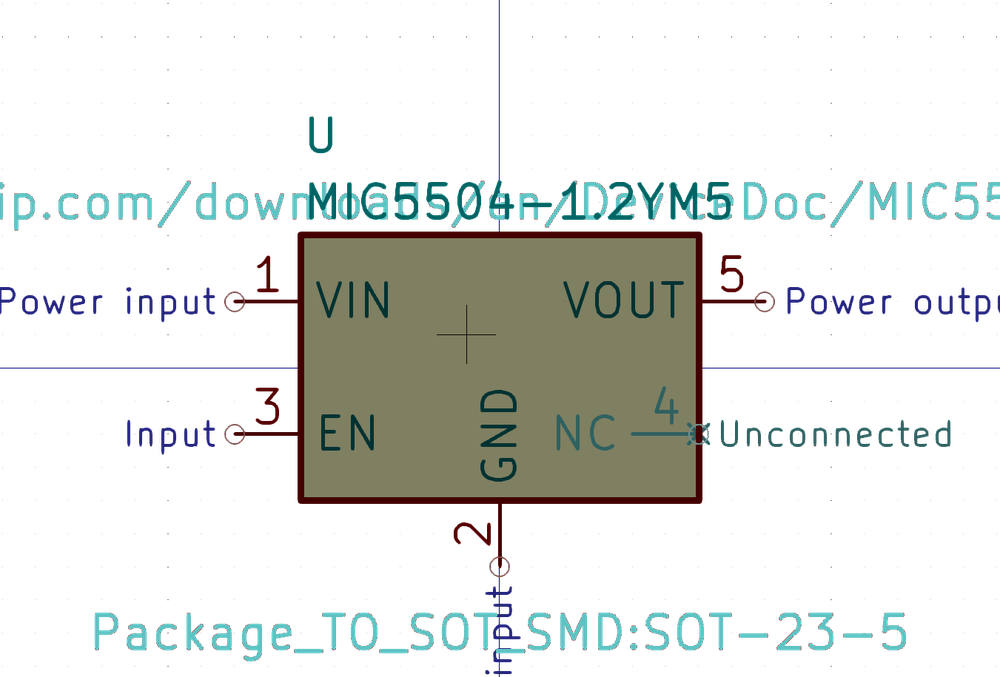 U
ip.com/downloads/en/DeviceDoc/MIC55
MIC5504-1.2YM5
1
5
Power input
VIN
VOUT
Power outpu
3
4
Input
EN
GND
NC
Unconnected
2
input
Package_TO_SOT_SMD:SOT-23-5